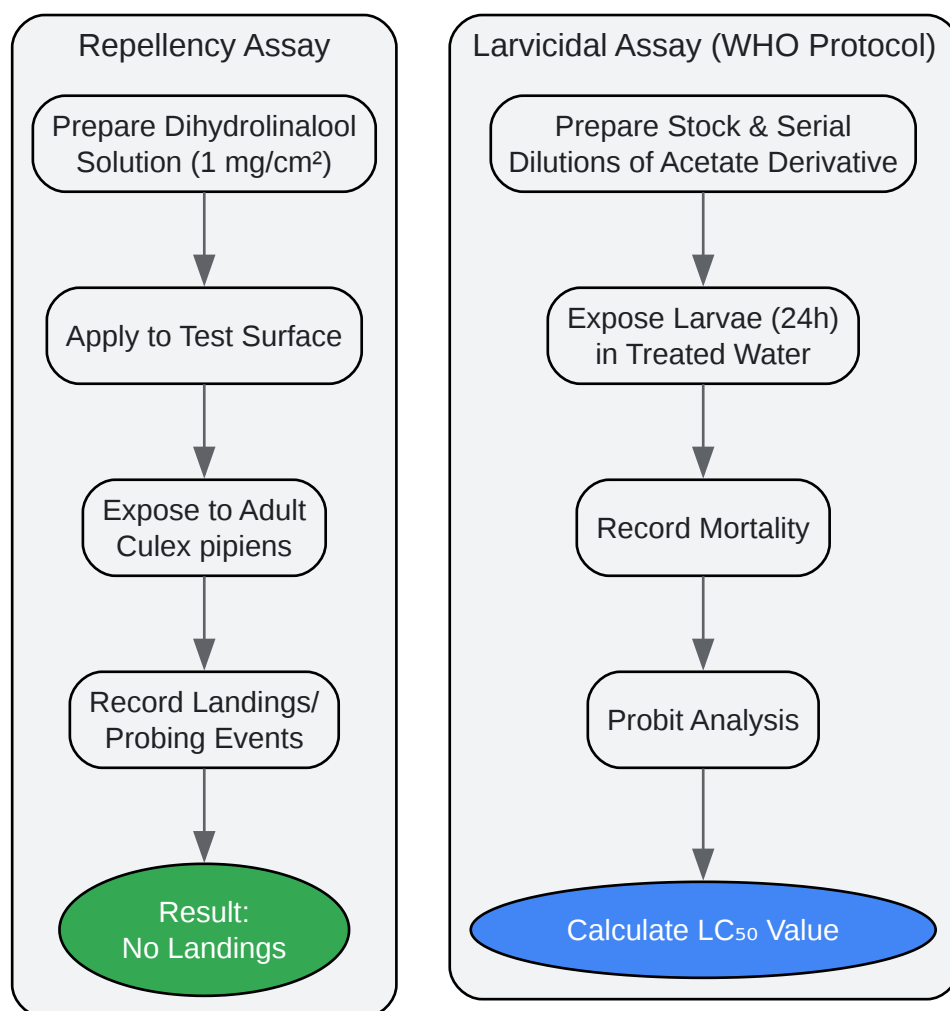 Repellency Assay
Prepare Dihydrolinalool
Solution (1 mg/cm²)
Apply to Test Surface
Expose to Adult
Culex pipiens
Record Landings/
Probing Events
Result:
No Landings
Larvicidal Assay (WHO Protocol)
Prepare Stock & Serial
Dilutions of Acetate Derivative
Expose Larvae (24h)
in Treated Water
Record Mortality
Probit Analysis
Calculate LC₅₀ Value